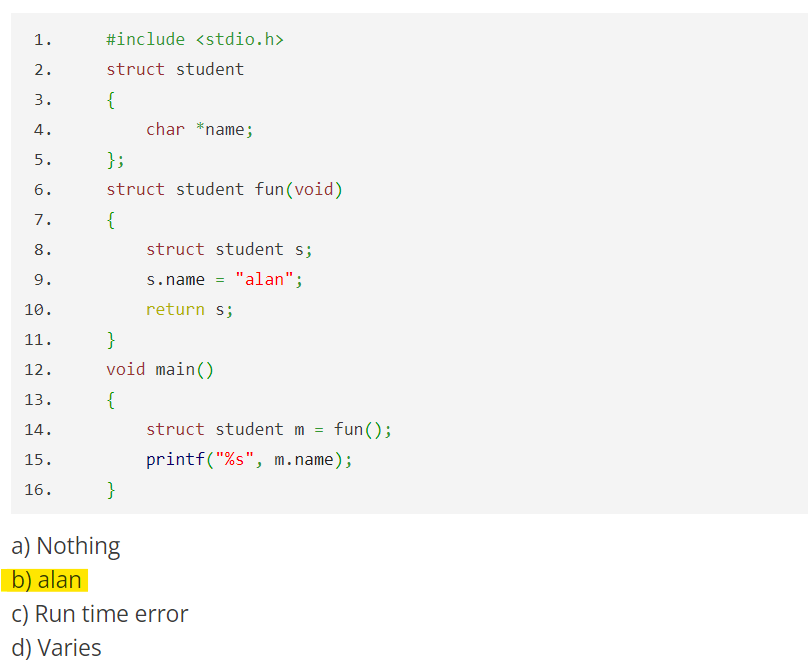 1. #include <stdio.h>
2. struct student
3. {
4. char *name;
5. };
6. struct student fun(void)
7. {
8. struct student s;
9. s.name = "alan";
10. return s;
11. }
12. void main()
13. {
14. struct student m = fun();
15. printf("%s", m.name);
16. }
a) Nothing
b) alan
c) Run time error
d) Varies